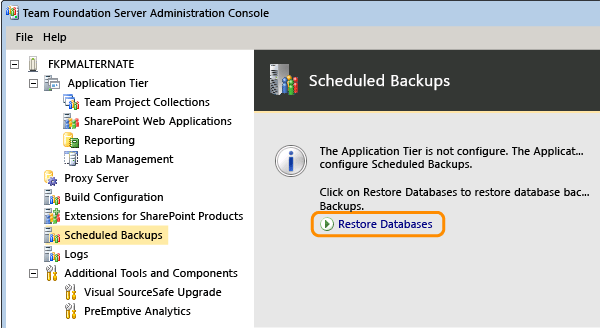 Team Foundation Server Administration Console
File Help
FKPMALTERNATE
Application Tier
Team Project Collections
SharePoint Web Applications
Reporting
Lab Management
Proxy Server
Build Configuration
Extensions for SharePoint Products
Scheduled Backups
Logs
Additional Tools and Components
Visual SourceSafe Upgrade
PreEmptive Analytics
Scheduled Backups
The Application Tier is not configure. The Applicat...
configure Scheduled Backups.
Click on Restore Databases to restore database bac...
Backups.
Restore Databases